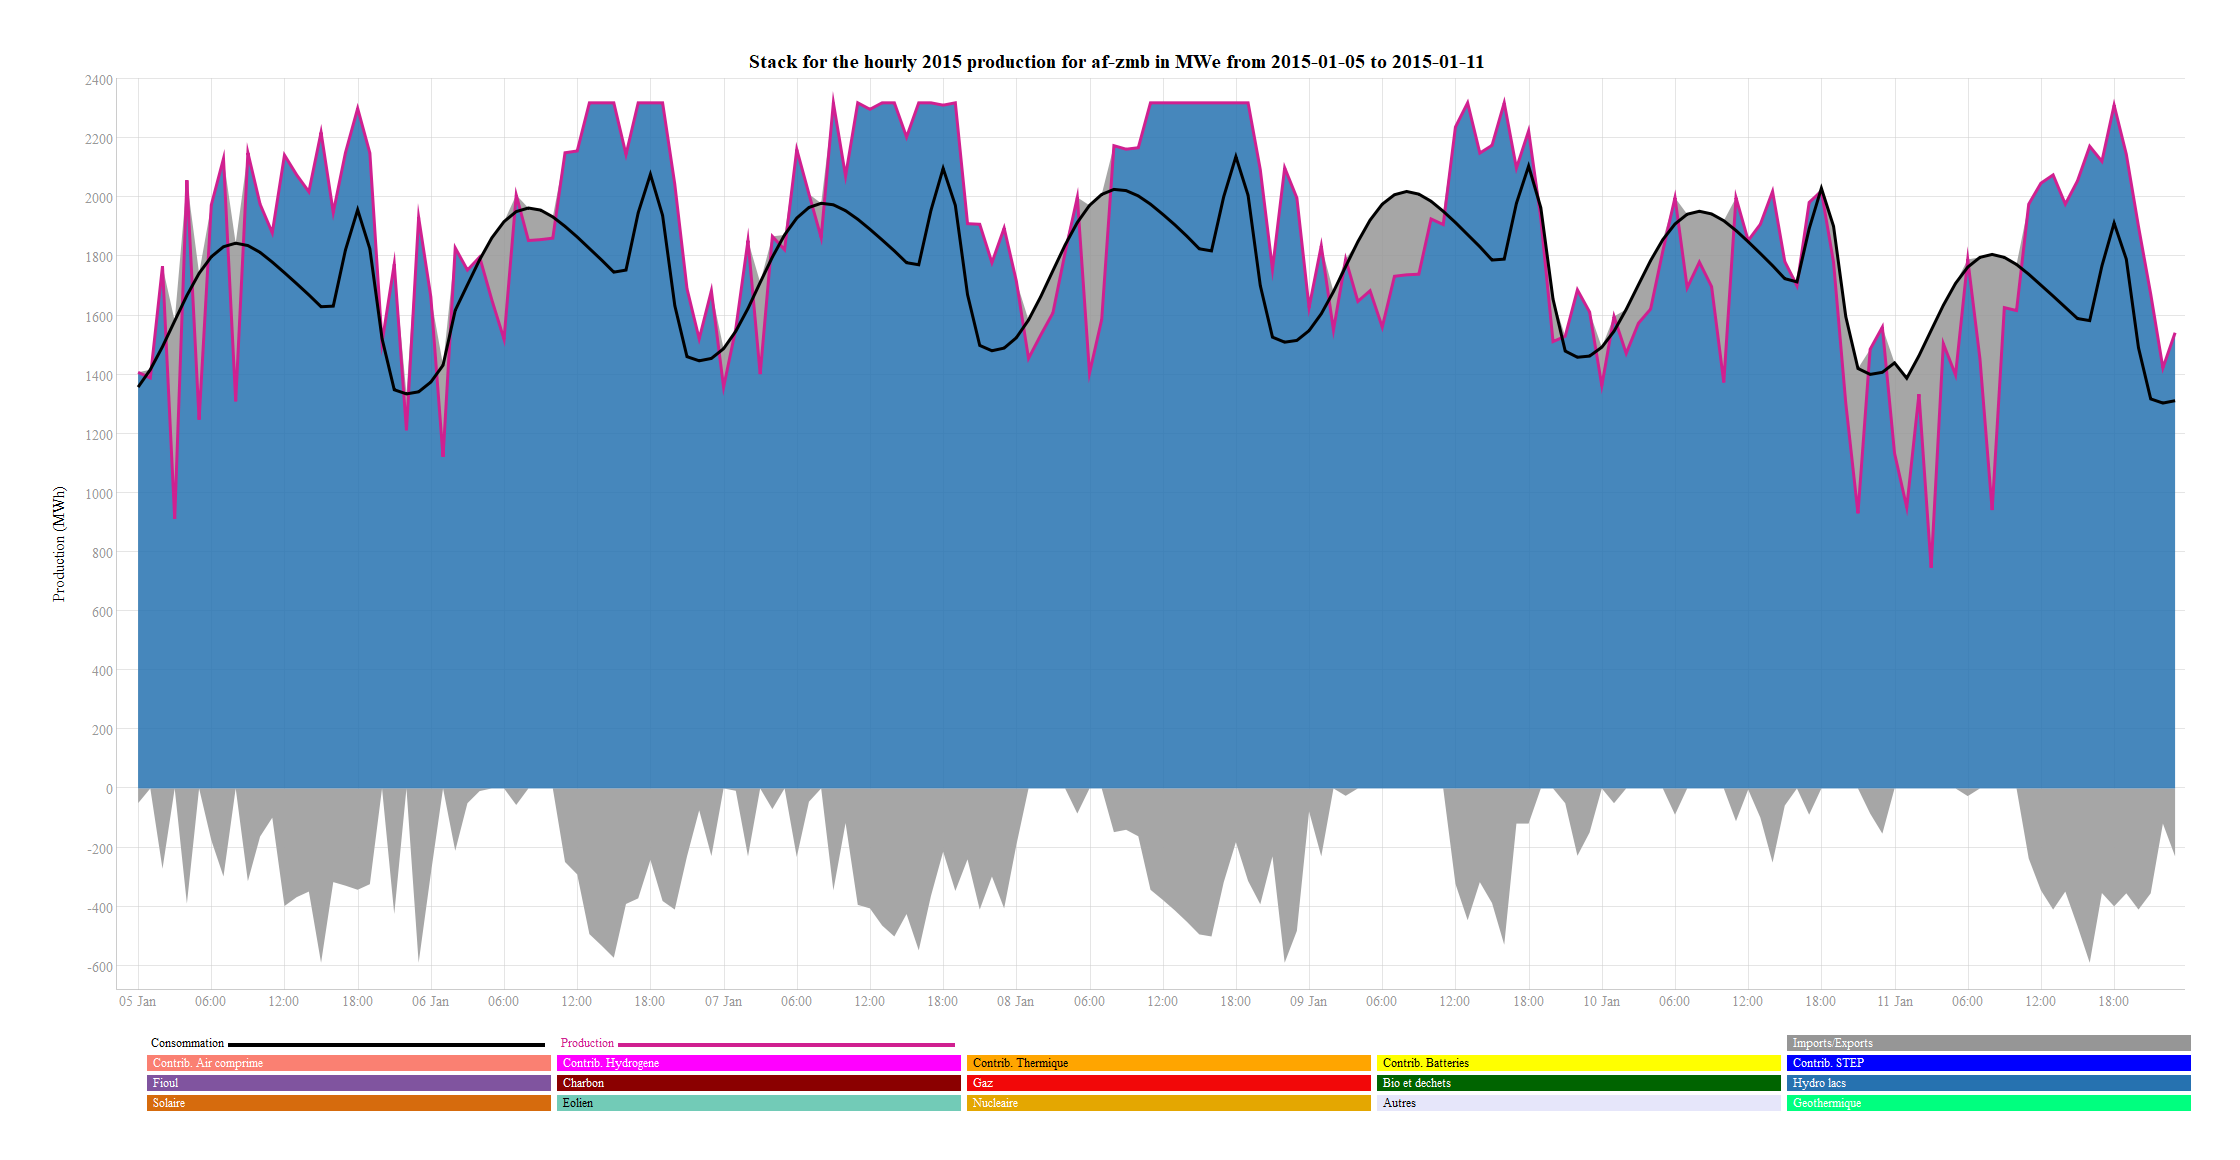 Stack for the hourly 2015 production for af-zmb in MWe from 2015-01-05 to 2015-01-11
Production (MWh)
2400
2200
2000
1800
1600
1400
1200
1000
800
600
400
200
0
-200
-400
-600
05 Jan 06:00 12:00 18:00 06 Jan 06:00 12:00 18:00 07 Jan 06:00 12:00 18:00 08 Jan 06:00 12:00 18:00 09 Jan 06:00 12:00 18:00 10 Jan 06:00 12:00 18:00 11 Jan 06:00 12:00 18:00
Consommation Production Imports/Exports
Contrib. Air comprime Contrib. Hydrogene Contrib. Thermique Contrib. Batteries Contrib. STEP
Fioul Charbon Gaz Bio et dechets Hydro lacs
Solaire Eolien Nucleaire Autres Geothermique